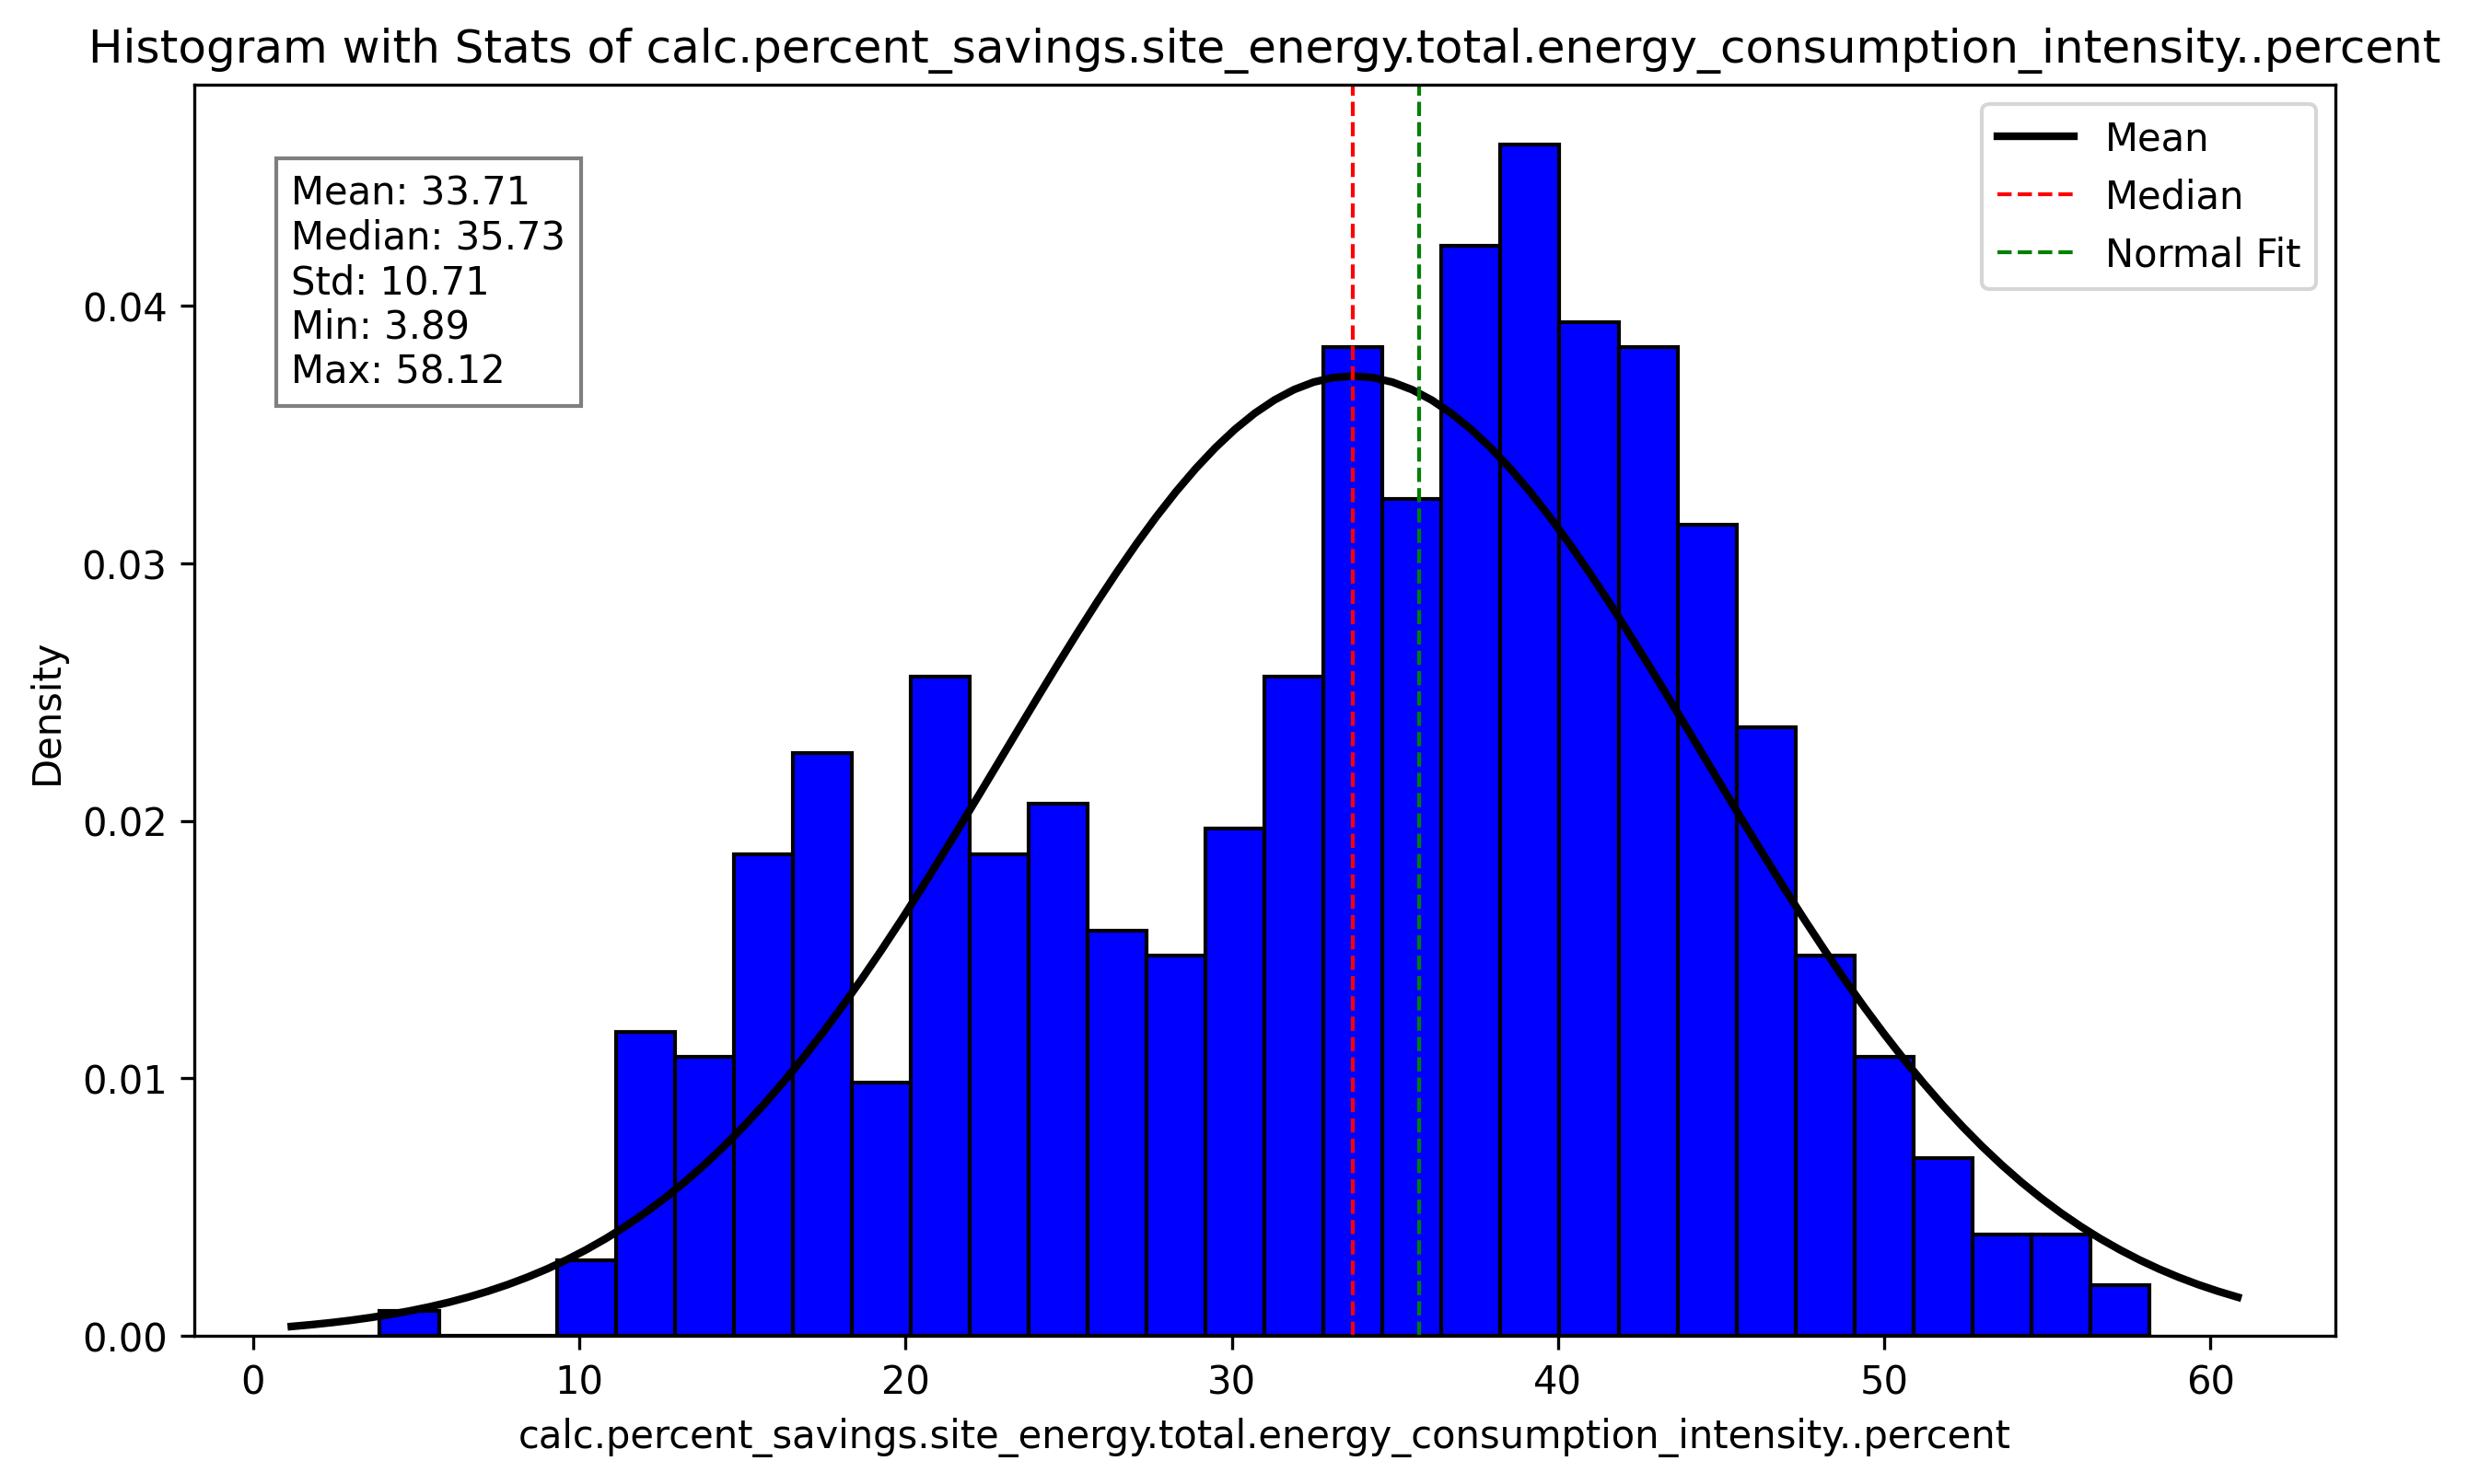 Histogram with Stats of calc.percent_savings.site_energy.total.energy_consumption_intensity..percent
Mean: 33.71
Median: 35.73
Std: 10.71
Min: 3.89
Max: 58.12
Mean
Median
Normal Fit
Density
0.04
0.03
0.02
0.01
0.00
0
10
20
30
40
50
60
calc.percent_savings.site_energy.total.energy_consumption_intensity..percent